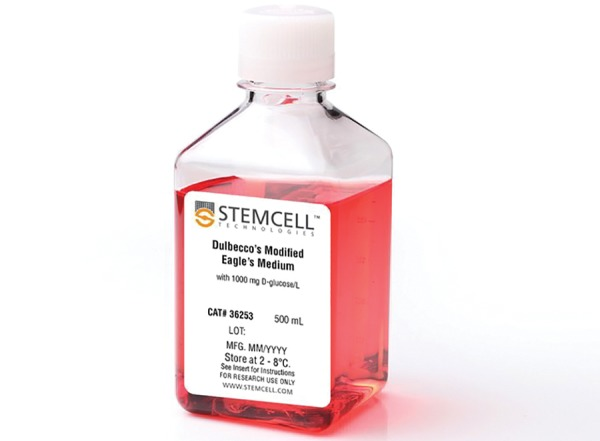 STEMCELL™
TECHNOLOGIES
Dulbecco's Modified
Eagle's Medium
with 1000 mg D-glucose/L
CAT# 36253 500 mL
LOT:
MFG. MM/YYYY
Store at 2 - 8°C.
See Insert for Instructions
FOR RESEARCH USE ONLY
WWW.STEMCELL.COM